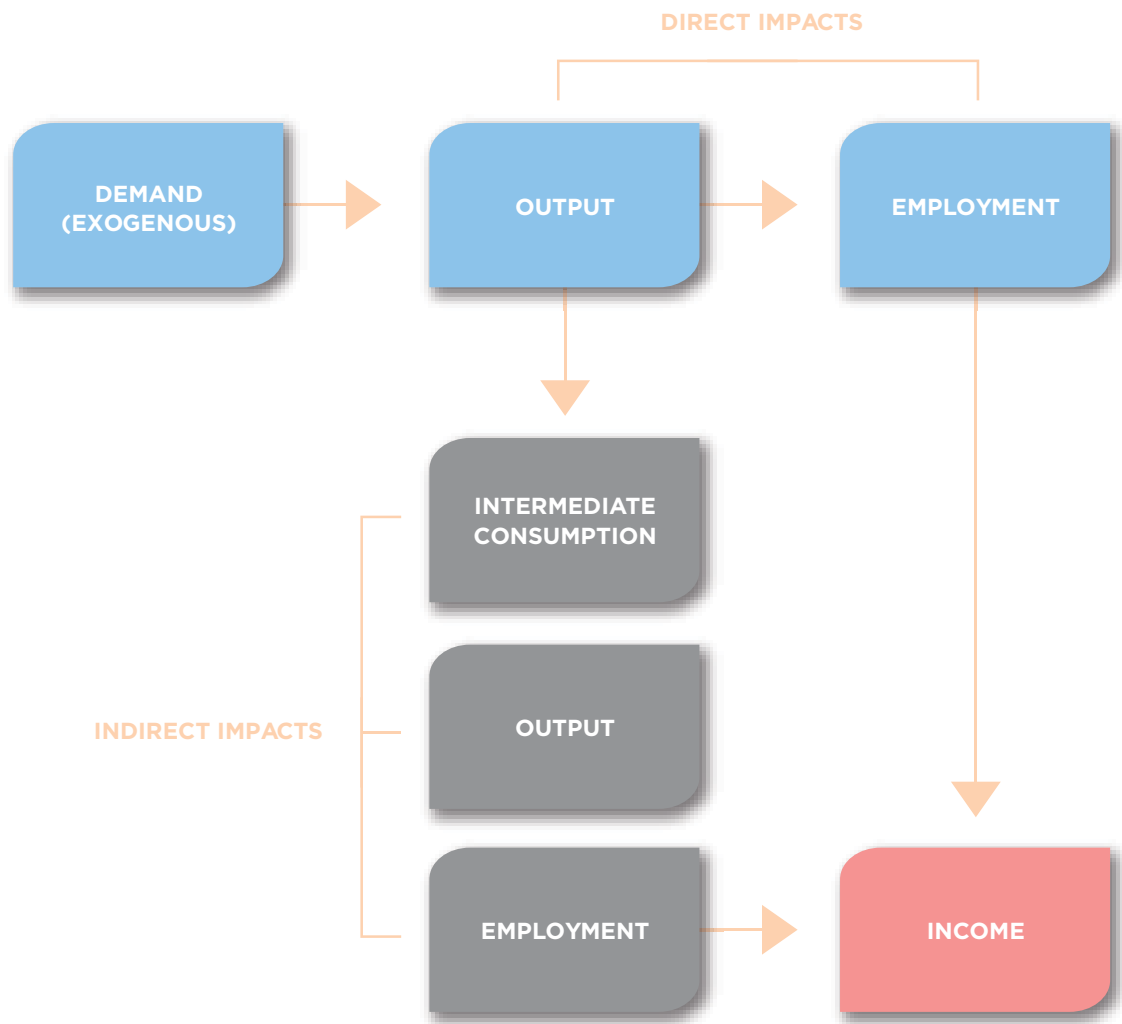 DIRECT IMPACTS
DEMAND
(EXOGENOUS)
OUTPUT
EMPLOYMENT
INTERMEDIATE
CONSUMPTION
INDIRECT IMPACTS
OUTPUT
EMPLOYMENT
INCOME